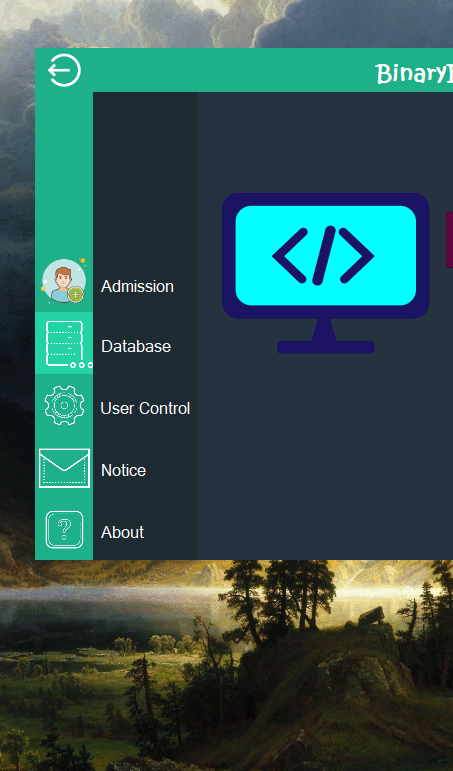 Admission
Database
User Control
Notice
About